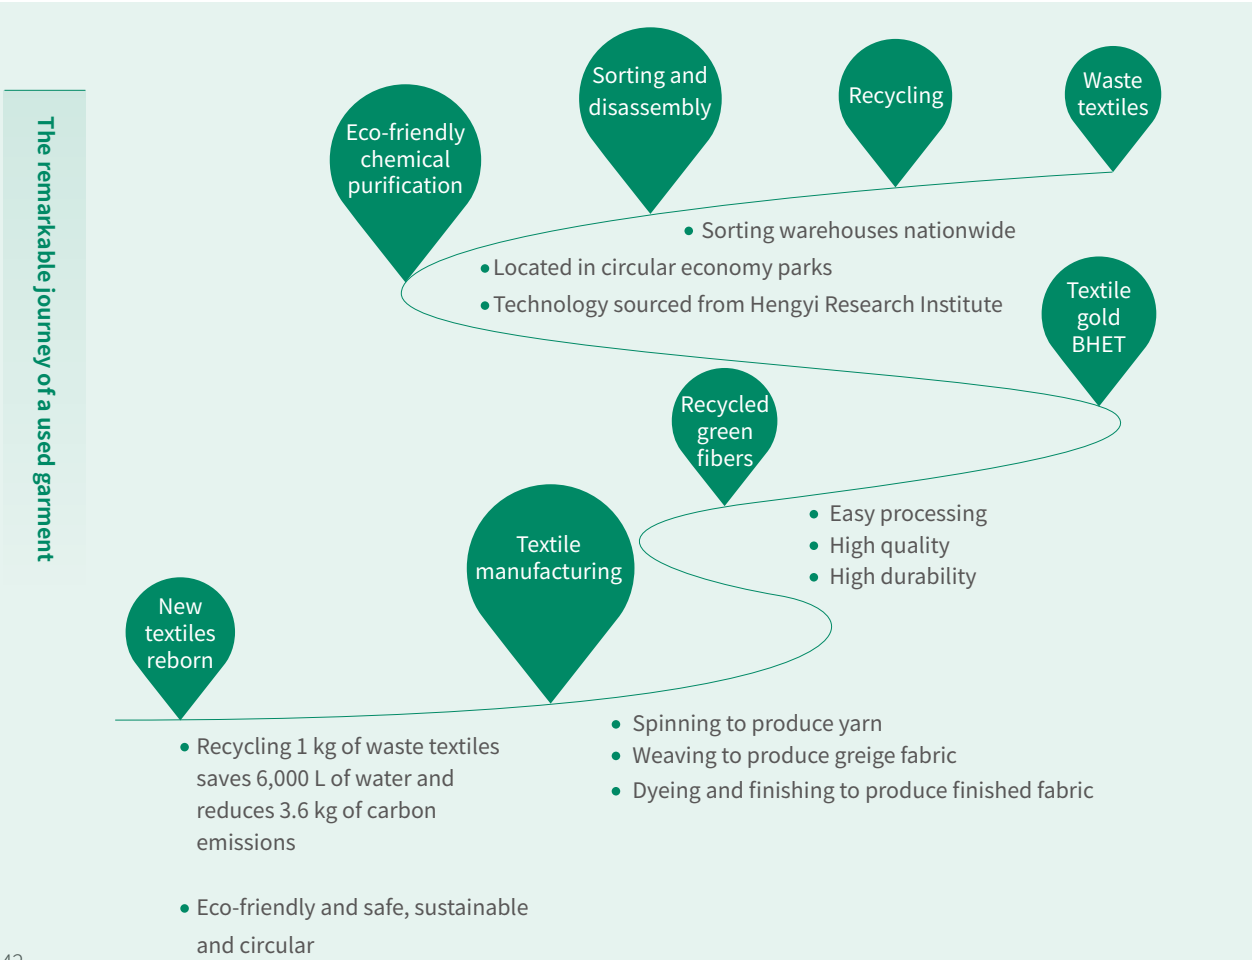 The remarkable journey of a used garment
Waste
textiles
Recycling
Sorting and
disassembly
Eco-friendly
chemical
purification
• Sorting warehouses nationwide
• Located in circular economy parks
• Technology sourced from Hengyi Research Institute
Textile
gold
BHET
Recycled
green
fibers
• Easy processing
• High quality
• High durability
Textile
manufacturing
• Spinning to produce yarn
• Weaving to produce greige fabric
• Dyeing and finishing to produce finished fabric
New
textiles
reborn
• Recycling 1 kg of waste textiles
saves 6,000 L of water and
reduces 3.6 kg of carbon
emissions
• Eco-friendly and safe, sustainable
and circular